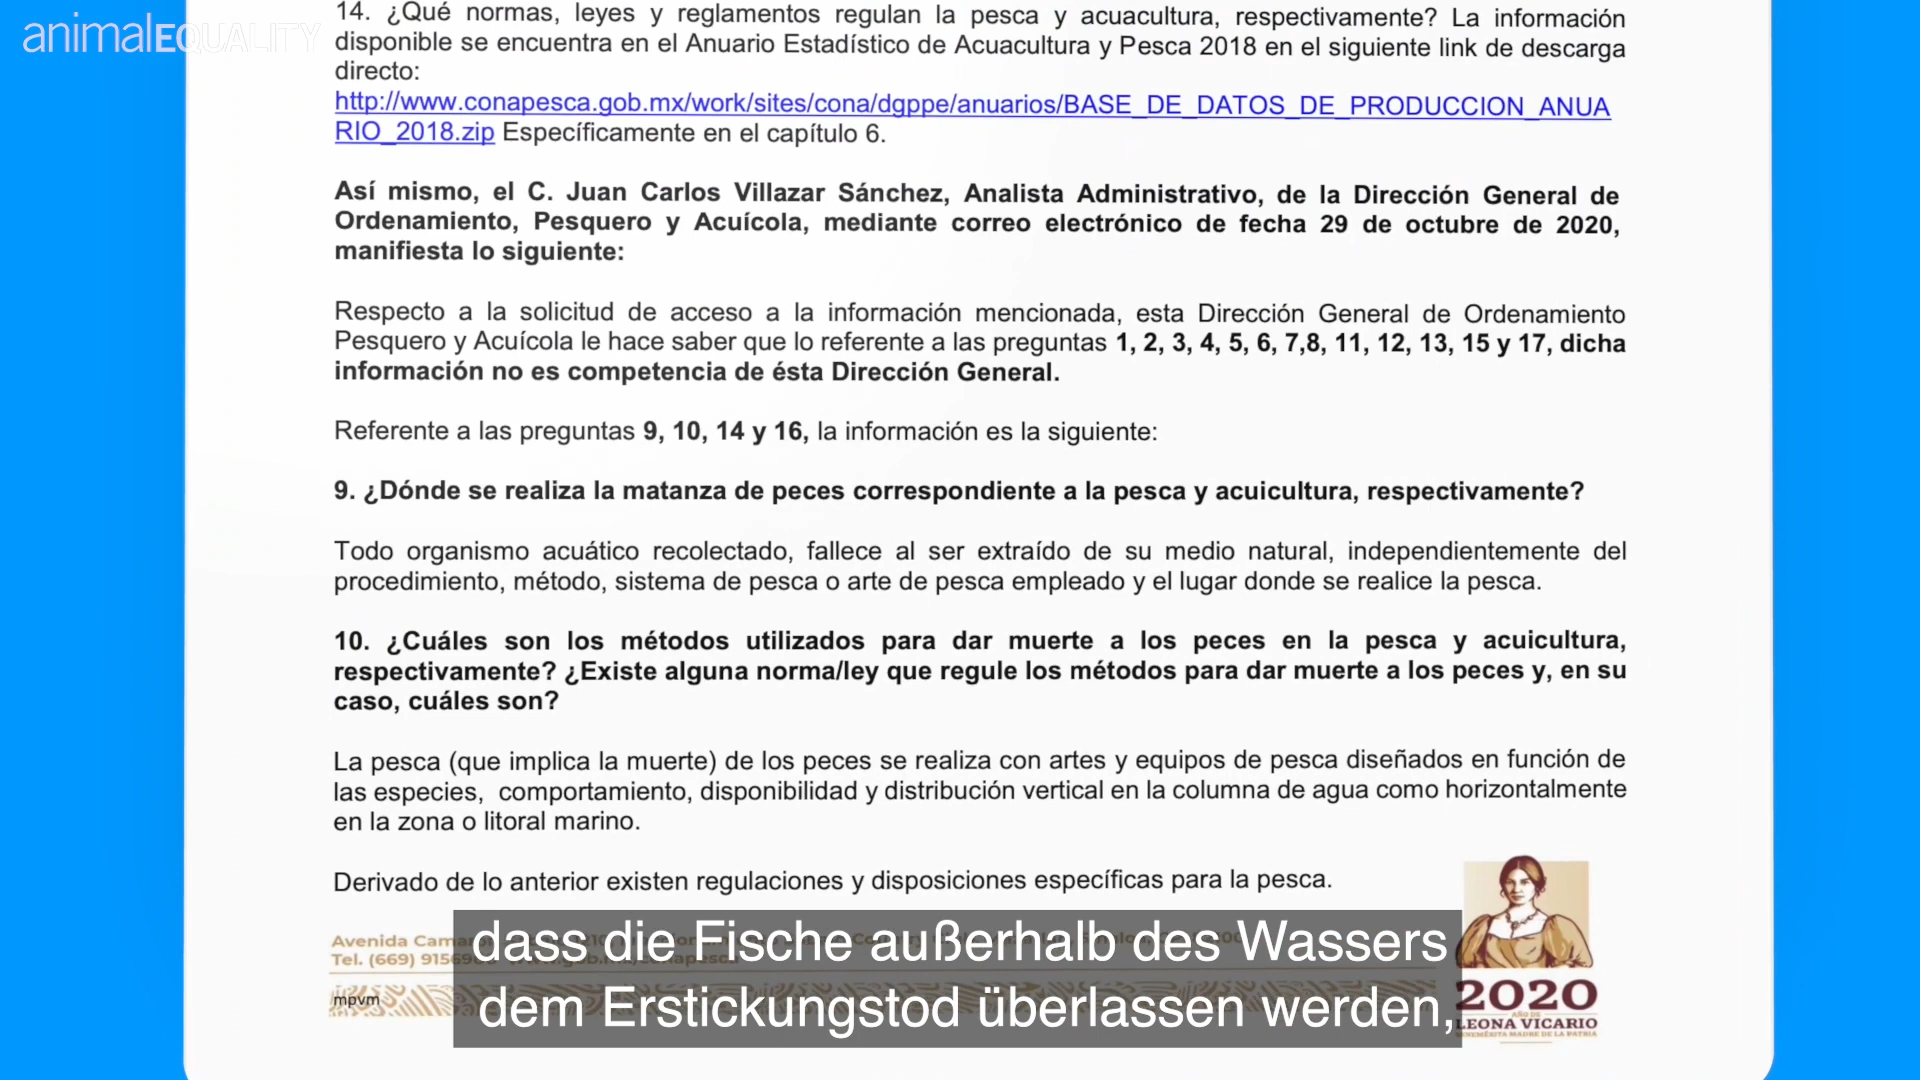 animalEQUALITY
14. ¿Qué normas, leyes y reglamentos regulan la pesca y acuacultura, respectivamente? La información
disponible se encuentra en el Anuario Estadístico de Acuacultura y Pesca 2018 en el siguiente link de descarga
directo:
http://www.conapesca.gob.mx/work/sites/cona/dgppe/anuarios/BASE_DE_DATOS_DE_PRODUCCION_ANUA
RIO_2018.zip Específicamente en el capítulo 6.
Así mismo, el C. Juan Carlos Villazar Sánchez, Analista Administrativo, de la Dirección General de
Ordenamiento, Pesquero y Acuícola, mediante correo electrónico de fecha 29 de octubre de 2020,
manifiesta lo siguiente:
Respecto a la solicitud de acceso a la información mencionada, esta Dirección General de Ordenamiento
Pesquero y Acuícola le hace saber que lo referente a las preguntas 1, 2, 3, 4, 5, 6, 7,8, 11, 12, 13, 15 y 17, dicha
información no es competencia de ésta Dirección General.
Referente a las preguntas 9, 10, 14 y 16, la información es la siguiente:
9. ¿Dónde se realiza la matanza de peces correspondiente a la pesca y acuicultura, respectivamente?
Todo organismo acuático recolectado, fallece al ser extraído de su medio natural, independientemente del
procedimiento, método, sistema de pesca o arte de pesca empleado y el lugar donde se realice la pesca.
10. ¿Cuáles son los métodos utilizados para dar muerte a los peces en la pesca y acuicultura,
respectivamente? ¿Existe alguna norma/ley que regule los métodos para dar muerte a los peces y, en su
caso, cuáles son?
La pesca (que implica la muerte) de los peces se realiza con artes y equipos de pesca diseñados en función de
las especies, comportamiento, disponibilidad y distribución vertical en la columna de agua como horizontalmente
en la zona o litoral marino.
Derivado de lo anterior existen regulaciones y disposiciones específicas para la pesca.
Avenida
Tel. (669)
mpvm
dass die Fische außerhalb des Wassers
dem Erstickungstod überlassen werden,
2020
AÑO DE
LEONA VICARIO
BENEMÉRITA MADRE DE LA PATRIA